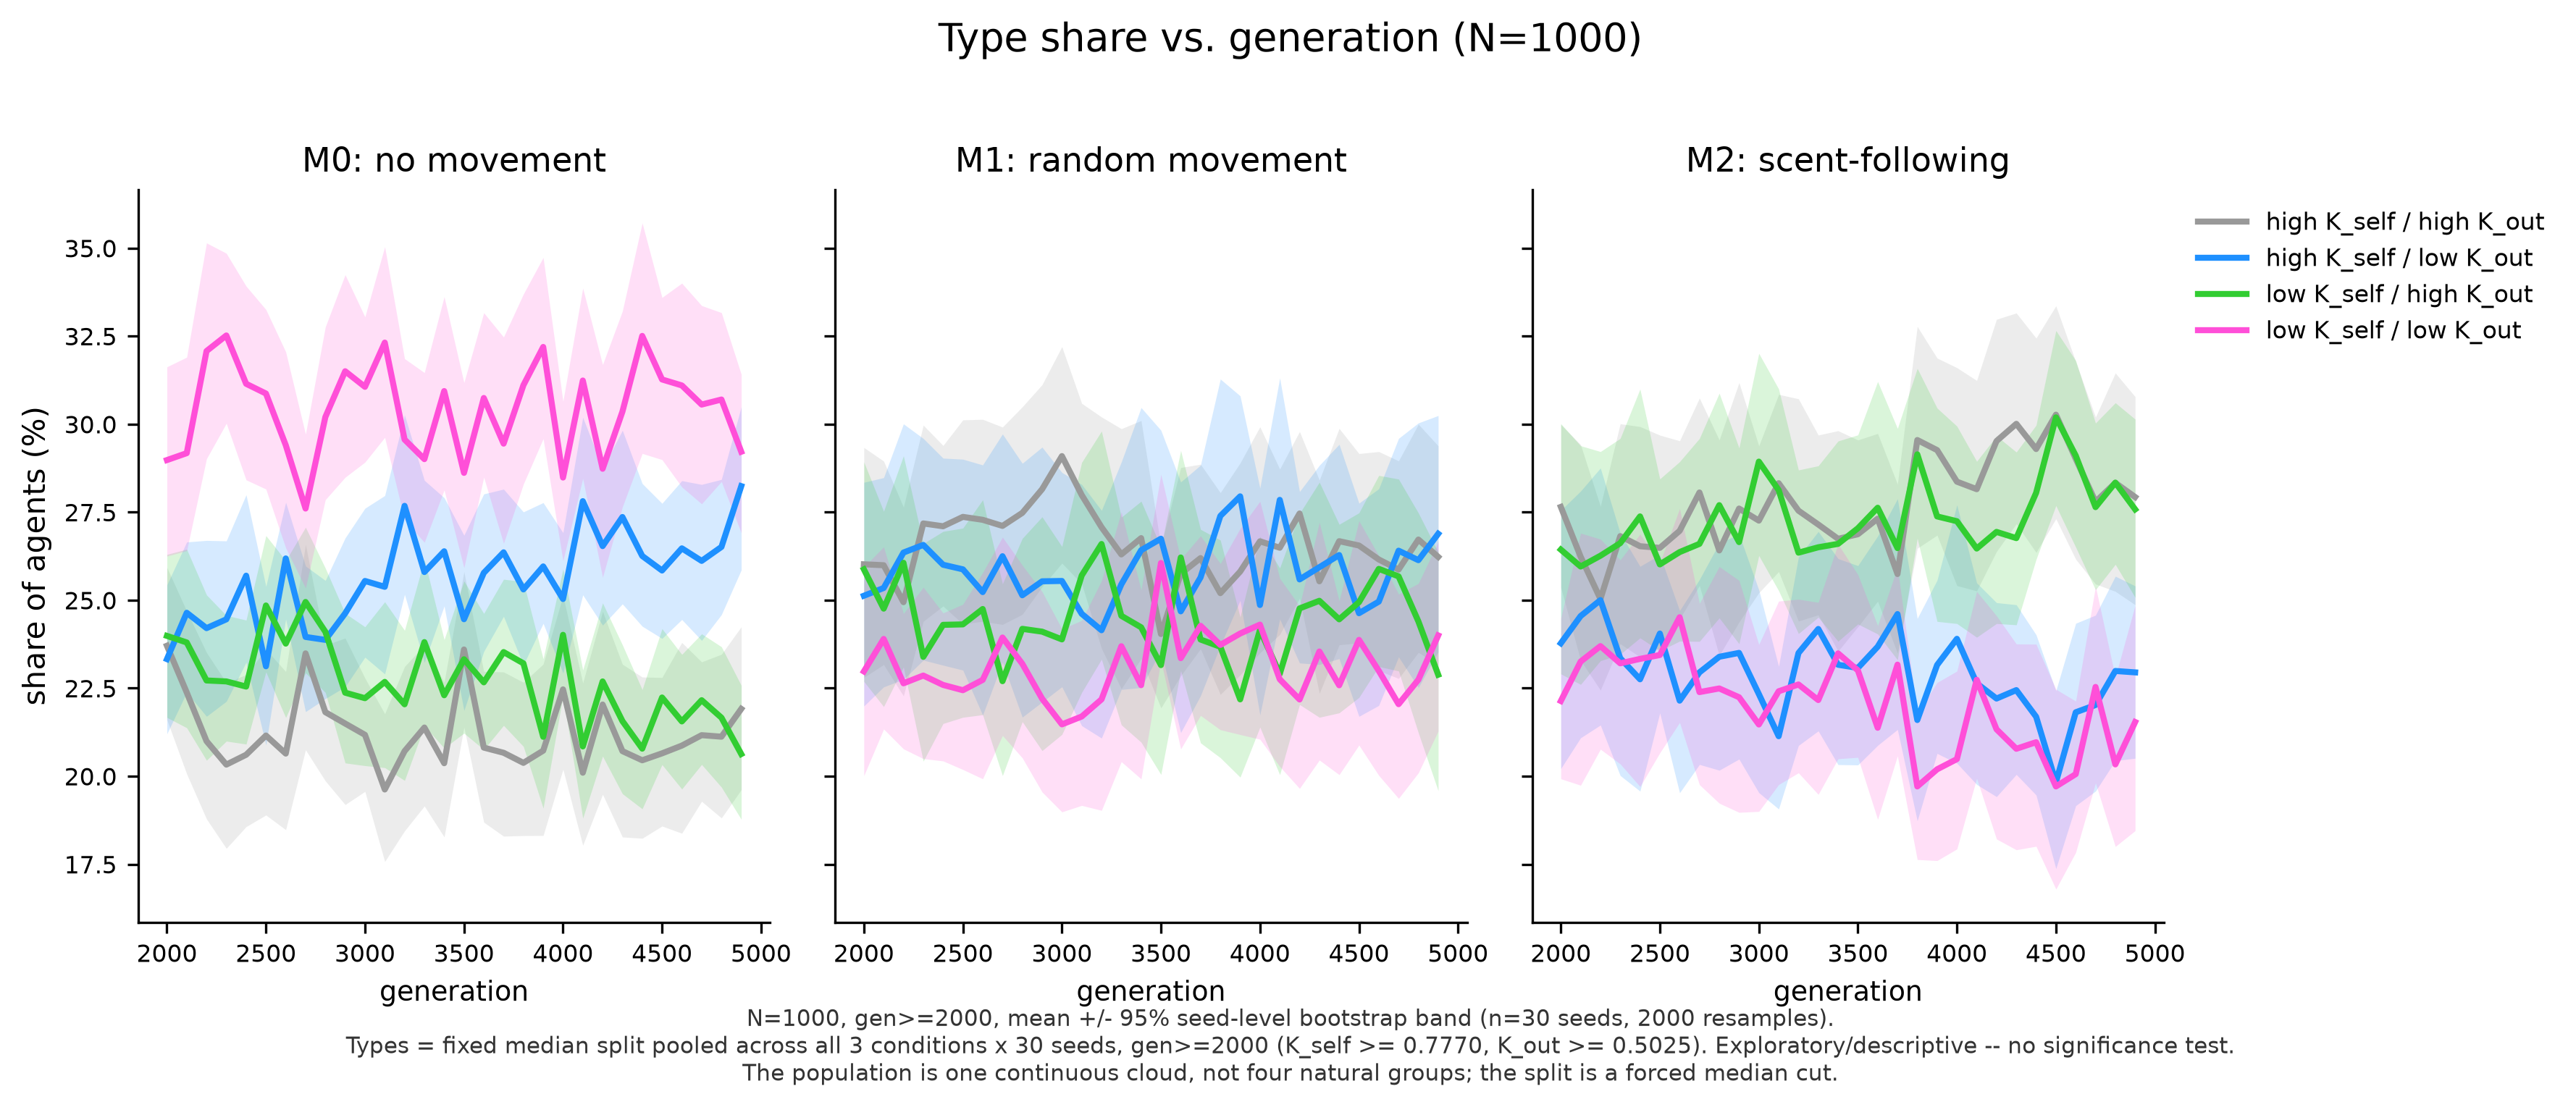 Type share vs. generation (N=1000)
M0: no movement
M1: random movement
M2: scent-following
share of agents (%)
35.0
32.5
30.0
27.5
25.0
22.5
20.0
17.5
2000 2500 3000 3500 4000 4500 5000
2000 2500 3000 3500 4000 4500 5000
2000 2500 3000 3500 4000 4500 5000
generation
generation
generation
high K_self / high K_out
high K_self / low K_out
low K_self / high K_out
low K_self / low K_out
N=1000, gen>=2000, mean +/- 95% seed-level bootstrap band (n=30 seeds, 2000 resamples).
Types = fixed median split pooled across all 3 conditions x 30 seeds, gen>=2000 (K_self >= 0.7770, K_out >= 0.5025). Exploratory/descriptive -- no significance test.
The population is one continuous cloud, not four natural groups; the split is a forced median cut.